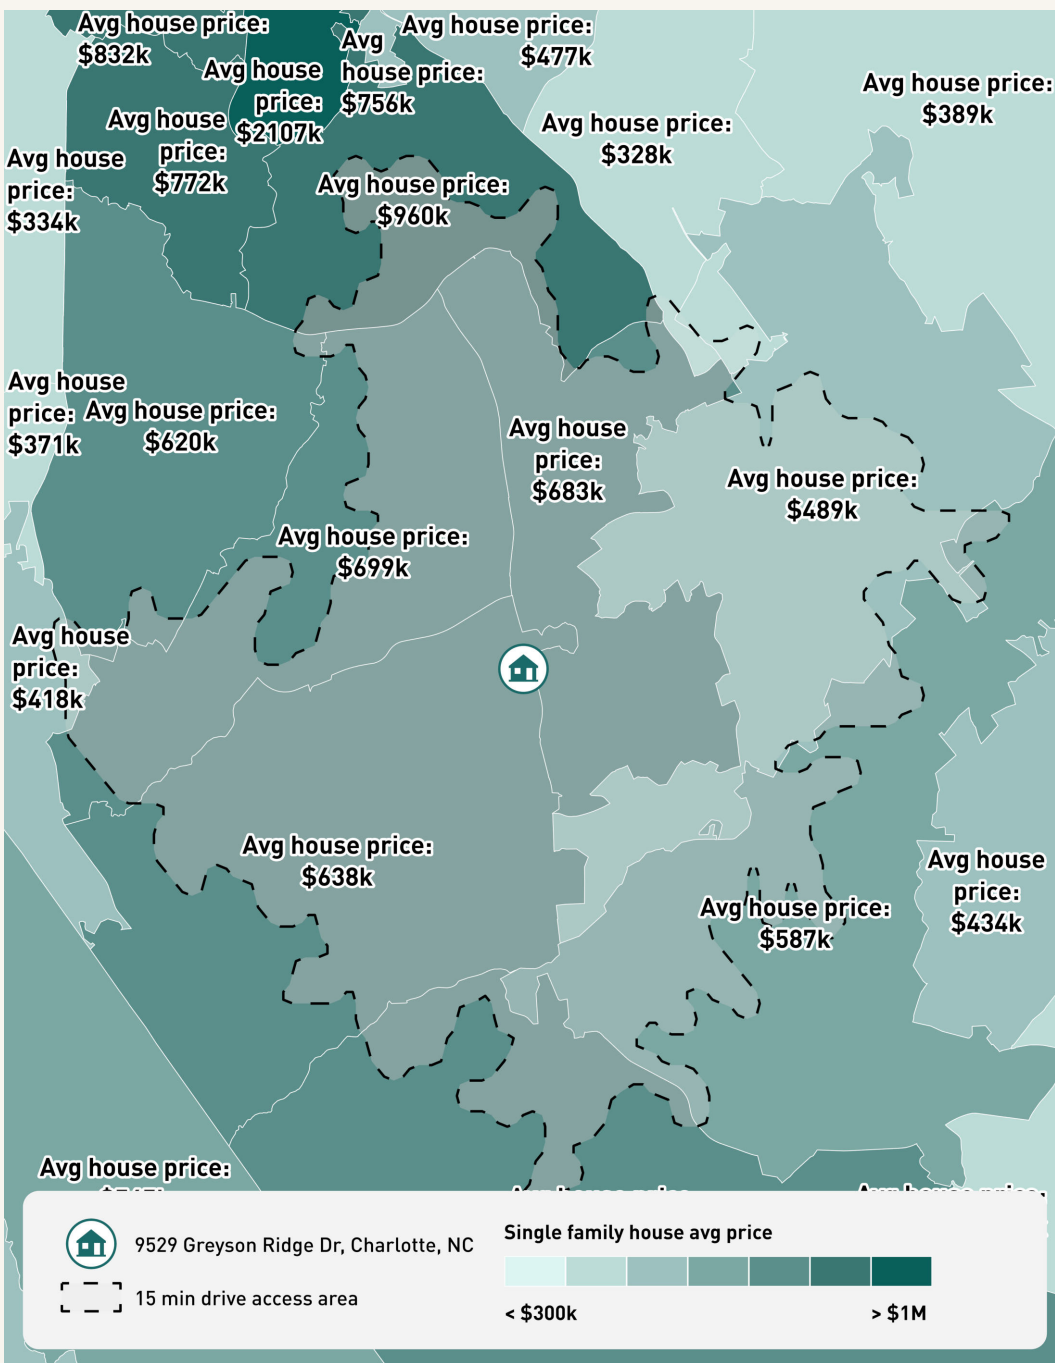 Avg house price:
$832k
Avg house
price:
$2107k
Avg
house price:
$756k
Avg house price:
$477k
Avg house price:
$389k
Avg house price:
$328k
Avg house
price:
$772k
Avg house
price:
$334k
Avg house price:
$960k
Avg house
price:
$371k
Avg house price:
$620k
Avg house
price:
$683k
Avg house price:
$489k
Avg house price:
$699k
Avg house
price:
$418k
Avg house price:
$638k
Avg house price:
$587k
Avg house
price:
$434k
Avg house price:
9529 Greyson Ridge Dr, Charlotte, NC
15 min drive access area
Single family house avg price
< $300k
> $1M